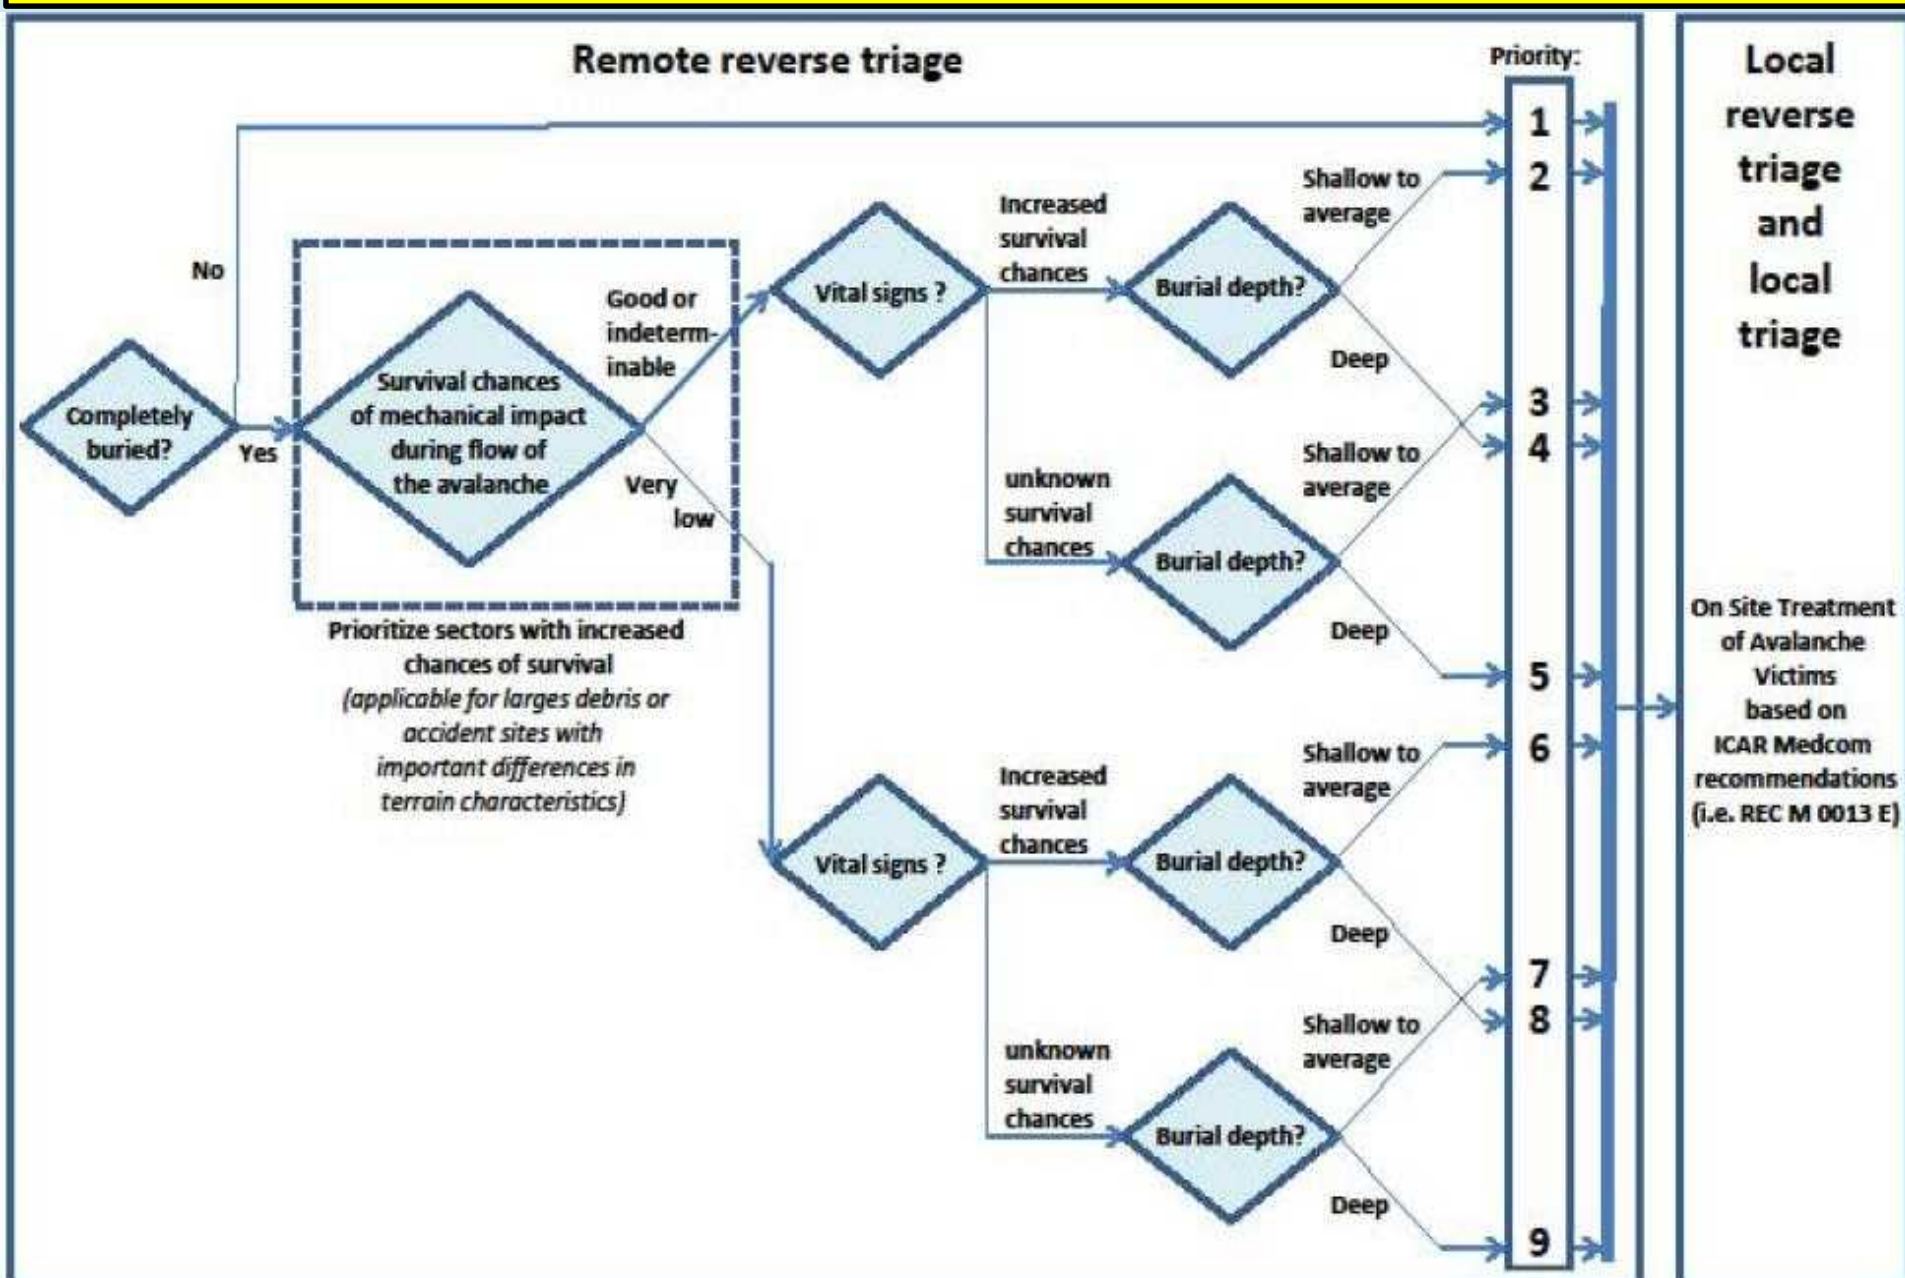 Remote reverse triage
Priority:
1
2
3
4
5
6
7
8
9
No
Completely
buried?
Yes
Survival chances
of mechanical impact
during flow of
the avalanche
Good or
indeterm-
inable
Very
low
Prioritize sectors with increased
chances of survival
(applicable for larges debris or
accident sites with
important differences in
terrain characteristics)
Vital signs ?
Increased
survival
chances
Burial depth?
Shallow to
average
Deep
unknown
survival
chances
Burial depth?
Shallow to
average
Deep
Vital signs ?
Increased
survival
chances
Burial depth?
Shallow to
average
Deep
unknown
survival
chances
Burial depth?
Shallow to
average
Deep
Local
reverse
triage
and
local
triage
On Site Treatment
of Avalanche
Victims
based on
ICAR Medcom
recommendations
(i.e. REC M 0013 E)